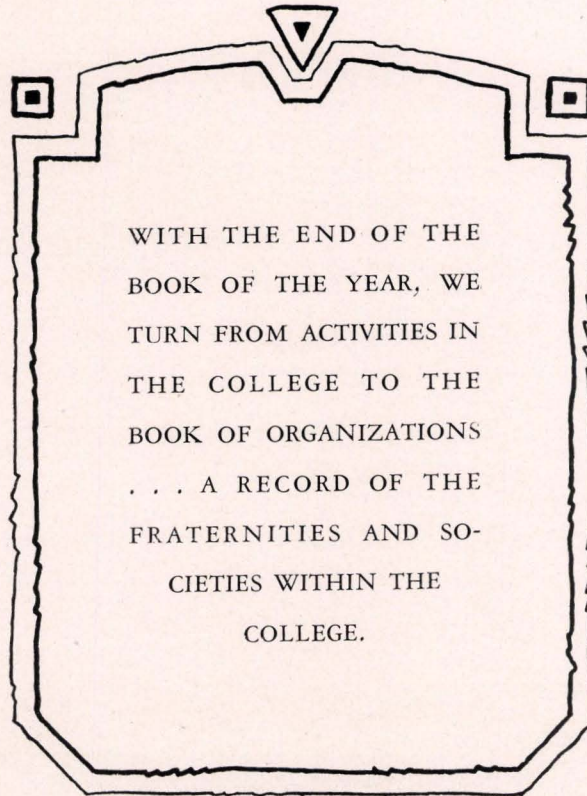 WITH THE END OF THE
BOOK OF THE YEAR, WE
TURN FROM ACTIVITIES IN
THE COLLEGE TO THE
BOOK OF ORGANIZATIONS
. . . A RECORD OF THE
FRATERNITIES AND SO-
CIETIES WITHIN THE
COLLEGE.